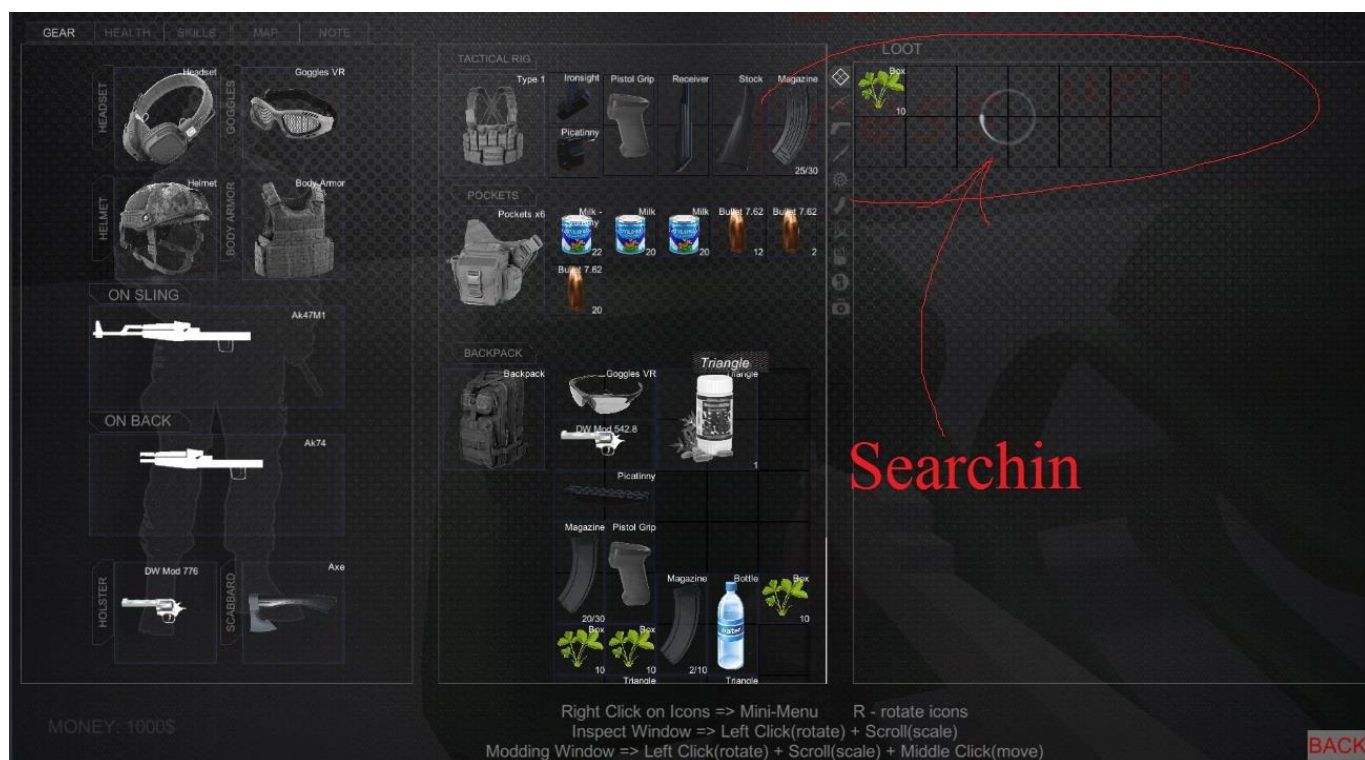 GEAR HEALTH SKILLS MAP NOTE
HEADSET
Headset
GOGGLES
Goggles VR
HELMET
Helmet
BODY ARMOR
Body Armor
ON SLING
Ak47M1
ON BACK
Ak74
HOLSTER
DW Mod 776
SCABBARD
Axe
MONEY: 1000$
TACTICAL RIG
Type 1
Ironsight
Pistol Grip
Receiver
Stock
Magazine
Picatinny
25/30
POCKETS
Pockets x6
Milk -
22
Milk
20
Milk
20
Bullet 7.62
12
Bullet 7.62
2
Bullet 7.62
20
BACKPACK
Backpack
Goggles VR
Triangle
Triangle
DW Mod 542.8
1
Picatinny
Magazine
Pistol Grip
20/30
Magazine
2/10
Bottle
water
Box
10
Box
10
Box
10
Triangle
Triangle
LOOT
Box
10
Searchin
Right Click on Icons => Mini-Menu R - rotate icons
Inspect Window => Left Click(rotate) + Scroll(scale)
Modding Window => Left Click(rotate) + Scroll(scale) + Middle Click(move)
BACK